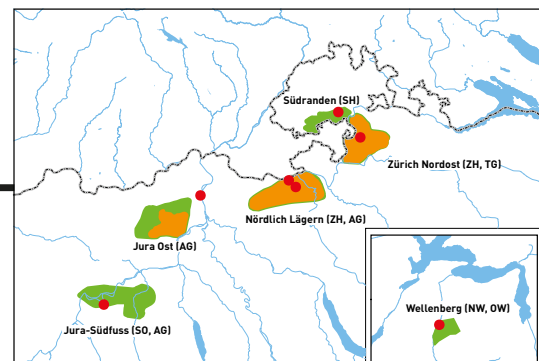 Südranden (SH)
Zürich Nordost (ZH, TG)
Nördlich Lägern (ZH, AG)
Jura Ost (AG)
Jura-Südfuss (SO, AG)
Wellenberg (NW, OW)